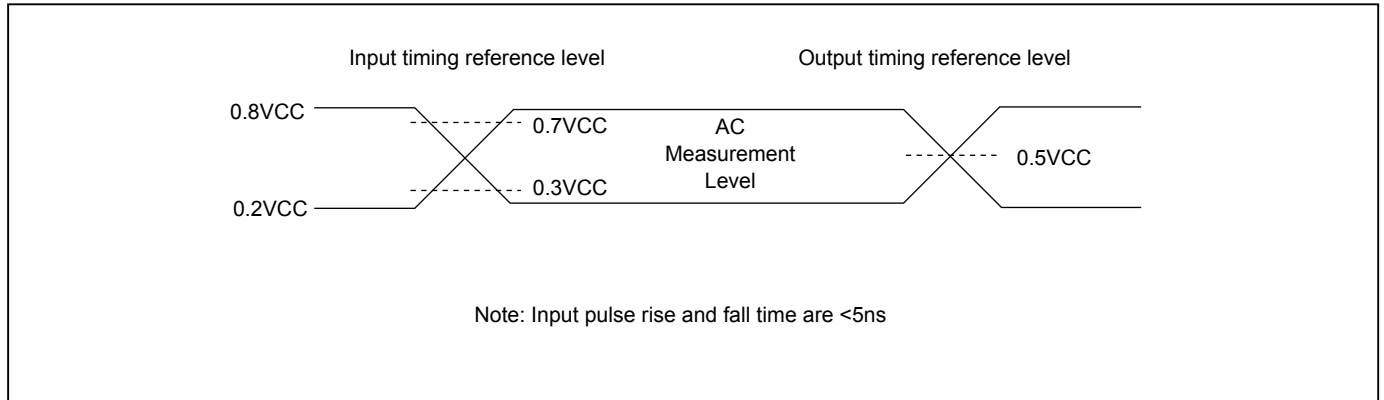 Input timing reference level
Output timing reference level
0.8VCC
0.7VCC
AC
Measurement
Level
0.5VCC
0.3VCC
0.2VCC
Note: Input pulse rise and fall time are <5ns